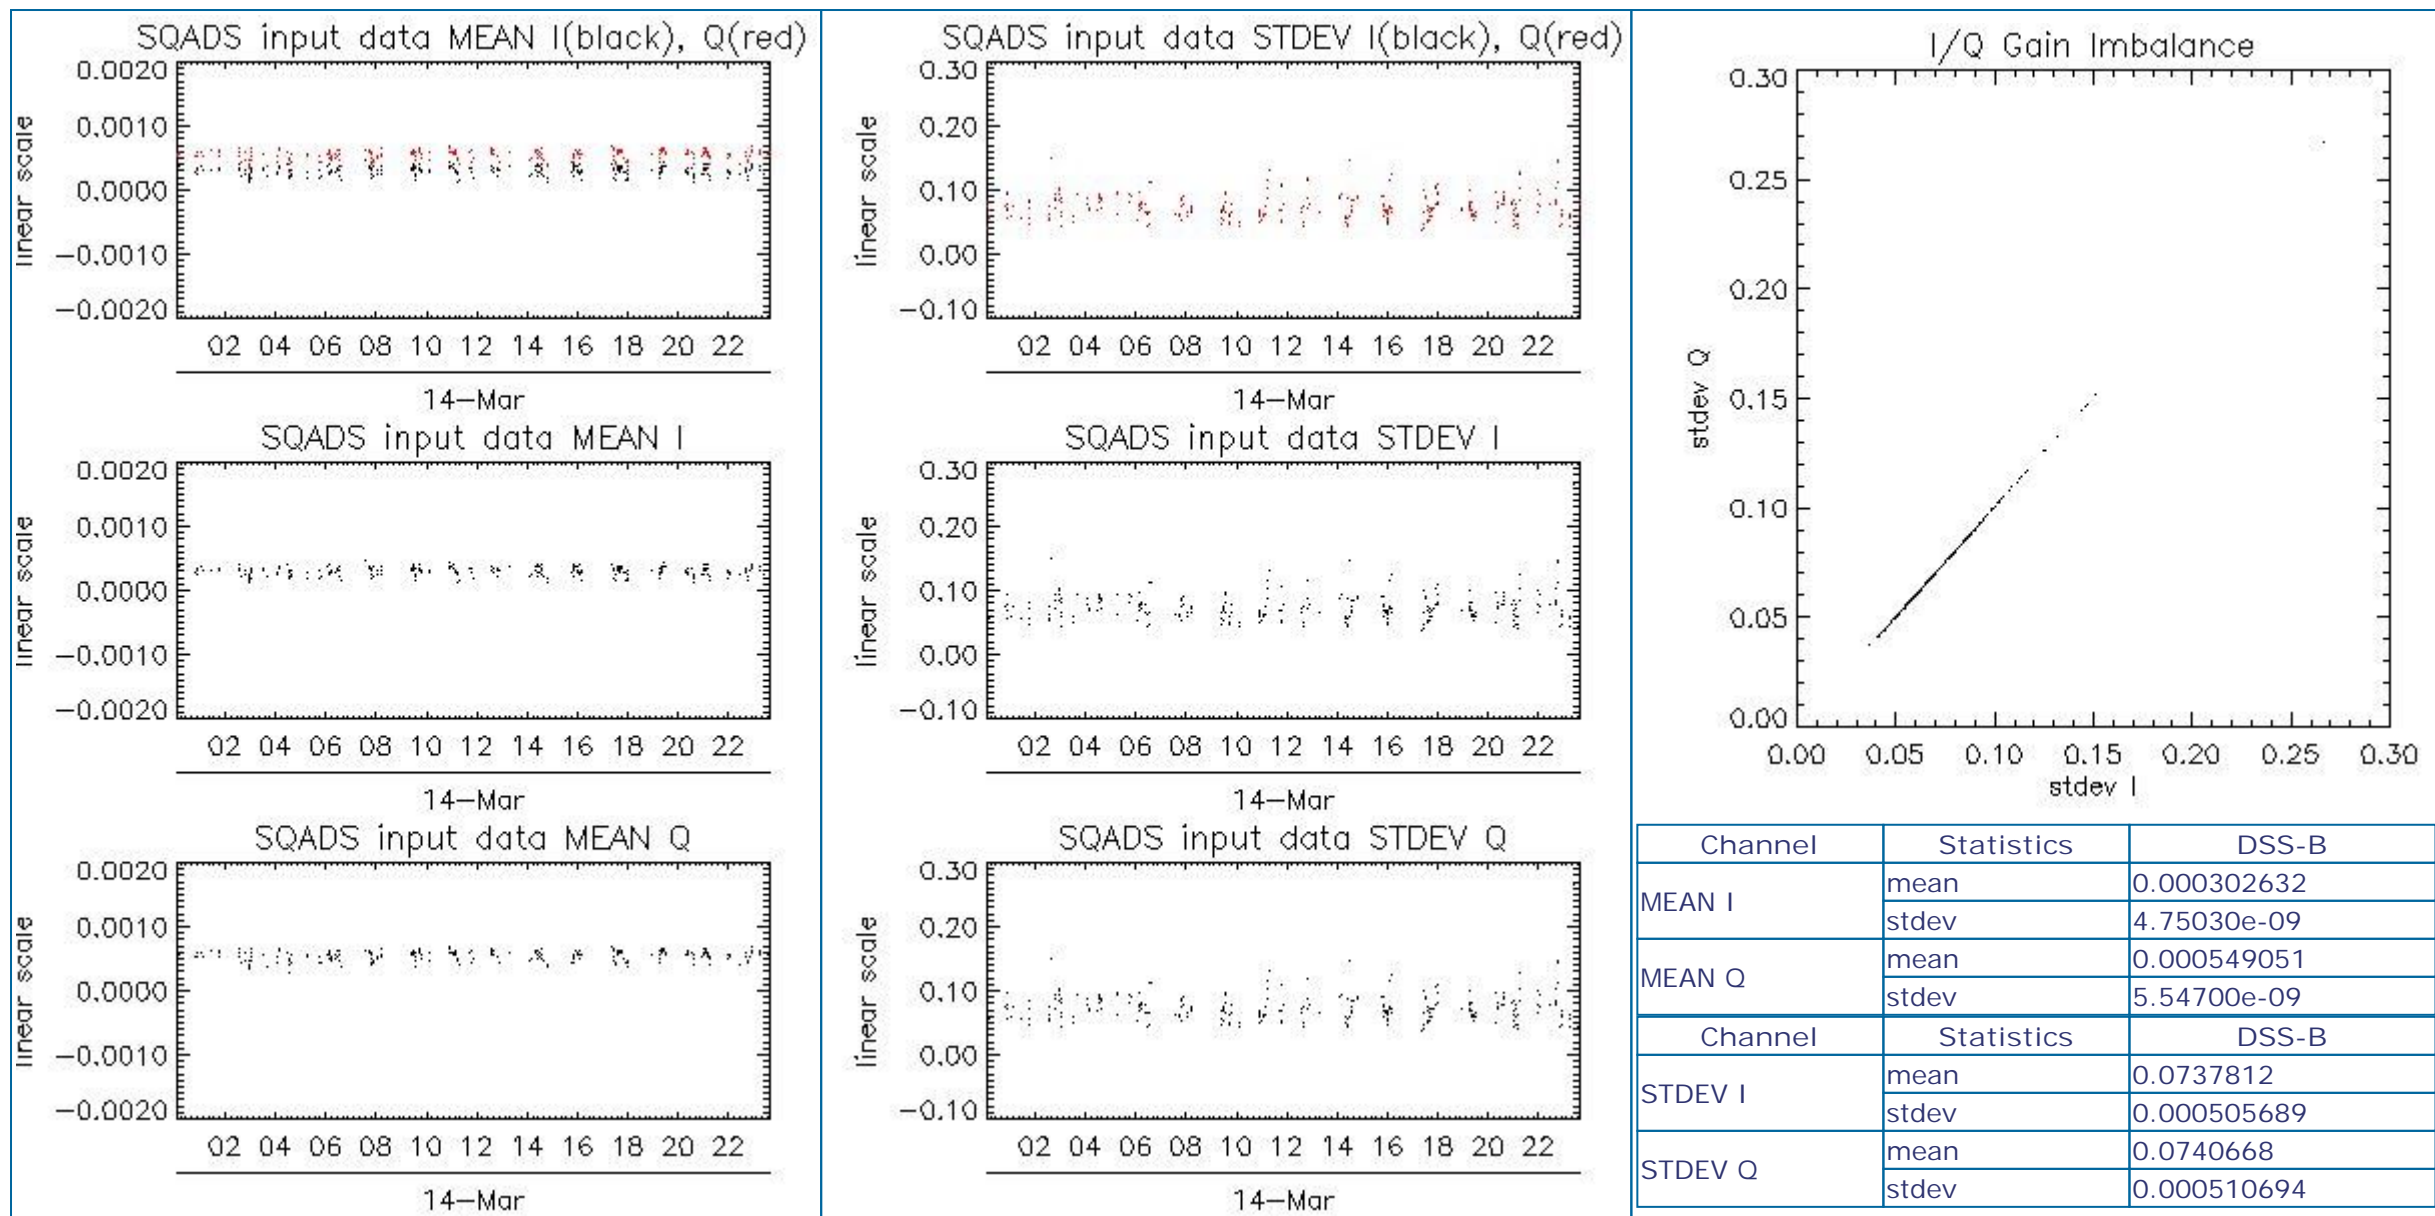 SQADS input data MEAN I(black), Q(red)
0.0020
0.0010
0.0000
-0.0010
-0.0020
linear scale
02 04 06 08 10 12 14 16 18 20 22
14-Mar
SQADS input data MEAN I
0.0020
0.0010
0.0000
-0.0010
-0.0020
linear scale
02 04 06 08 10 12 14 16 18 20 22
14-Mar
SQADS input data MEAN Q
0.0020
0.0010
0.0000
-0.0010
-0.0020
linear scale
02 04 06 08 10 12 14 16 18 20 22
14-Mar
SQADS input data STDEV I(black), Q(red)
0.30
0.20
0.10
0.00
-0.10
linear scale
02 04 06 08 10 12 14 16 18 20 22
14-Mar
SQADS input data STDEV I
0.30
0.20
0.10
0.00
-0.10
linear scale
02 04 06 08 10 12 14 16 18 20 22
14-Mar
SQADS input data STDEV Q
0.30
0.20
0.10
0.00
-0.10
linear scale
02 04 06 08 10 12 14 16 18 20 22
14-Mar
I/Q Gain Imbalance
0.30
0.25
0.20
0.15
0.10
0.05
0.00
stdev Q
0.00 0.05 0.10 0.15 0.20 0.25 0.30
stdev I
Channel Statistics DSS-B
MEAN I mean 0.000302632
stdev 4.75030e-09
MEAN Q mean 0.000549051
stdev 5.54700e-09
Channel Statistics DSS-B
STDEV I mean 0.0737812
stdev 0.000505689
STDEV Q mean 0.0740668
stdev 0.000510694